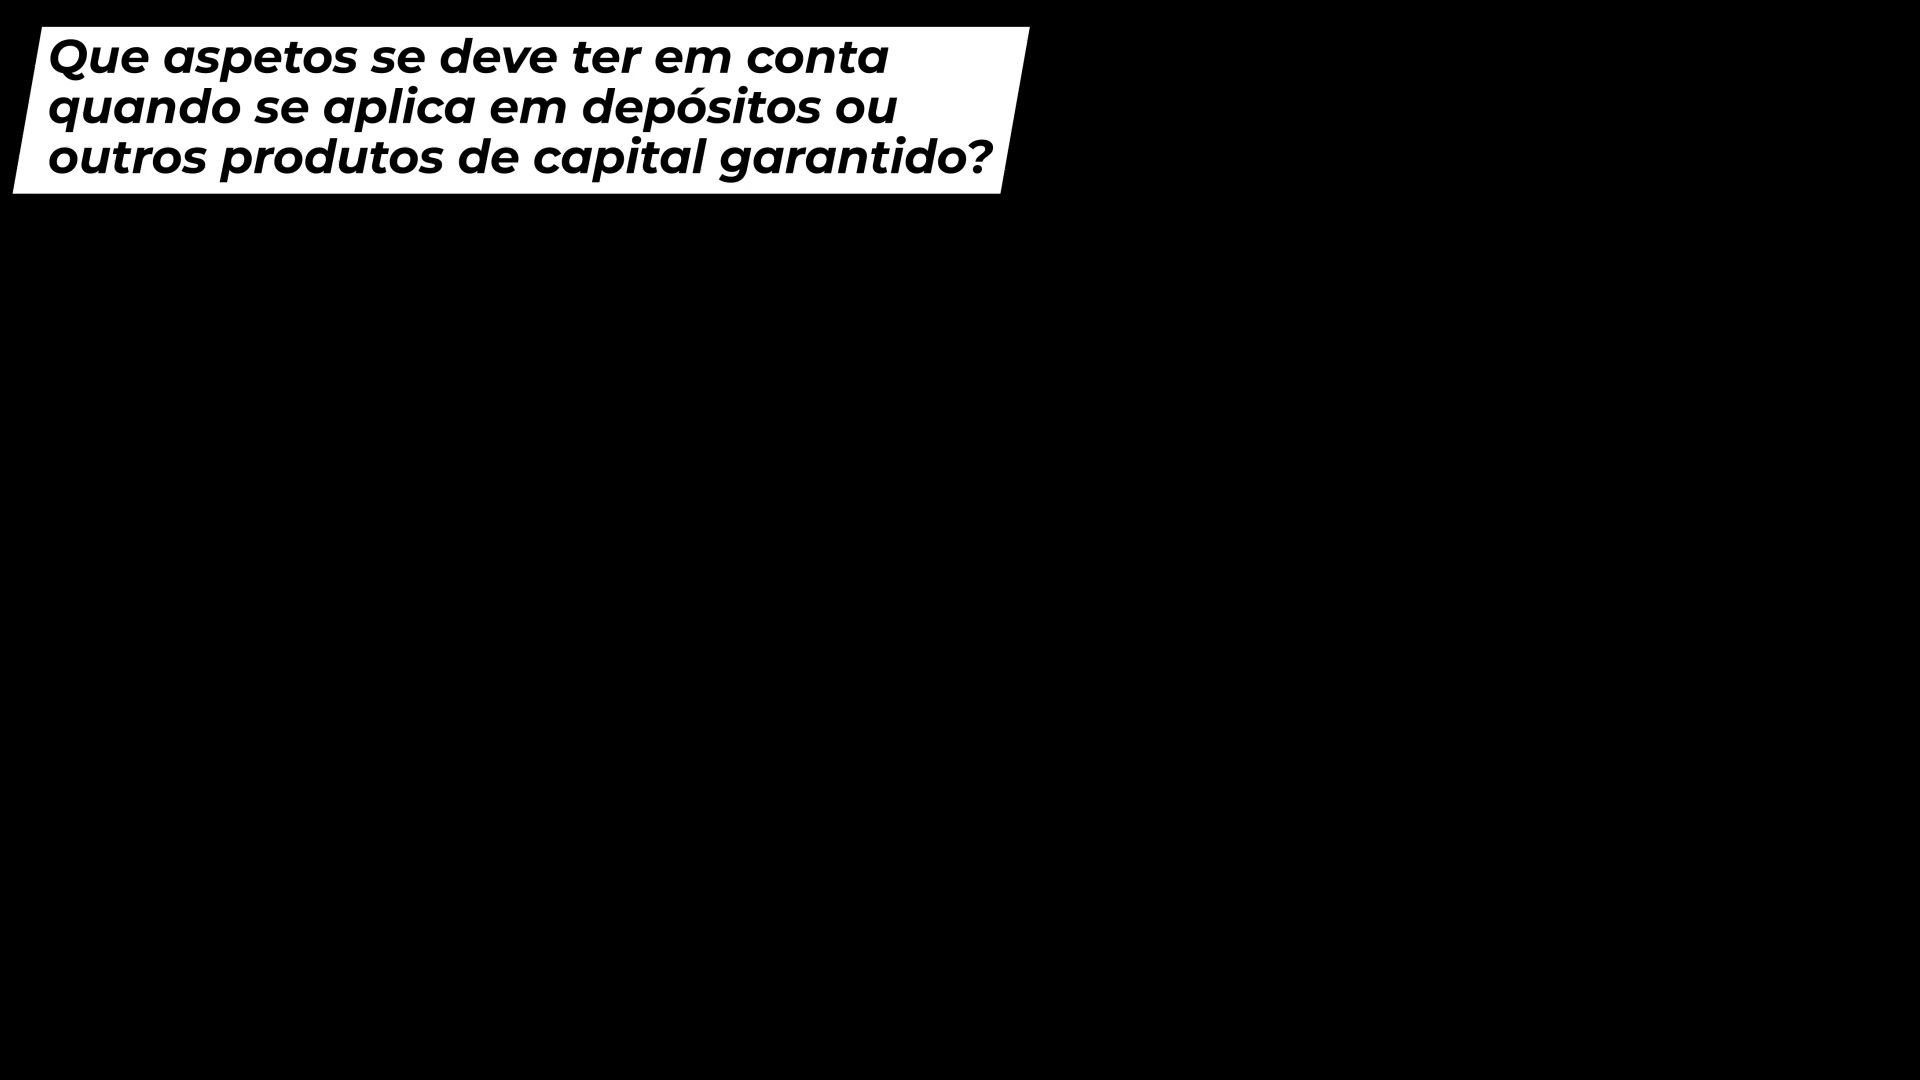 Que aspetos se deve ter em conta
quando se aplica em depósitos ou
outros produtos de capital garantido?